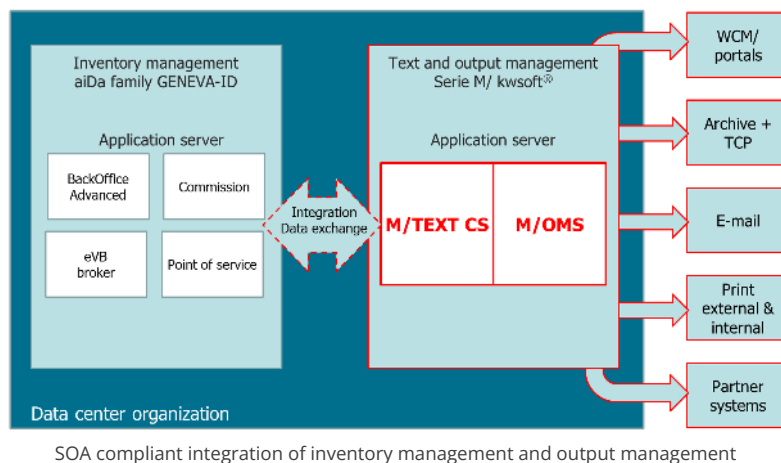 Inventory management
aiDa family GENEVA-ID
Application server
BackOffice
Advanced
Commission
eVB
broker
Point of service
Integration
Data exchange
Text and output management
Serie M/ kwsoft®
Application server
M/TEXT CS
M/OMS
WCM/
portals
Archive +
TCP
E-mail
Print
external &
internal
Partner
systems
Data center organization
SOA compliant integration of inventory management and output management